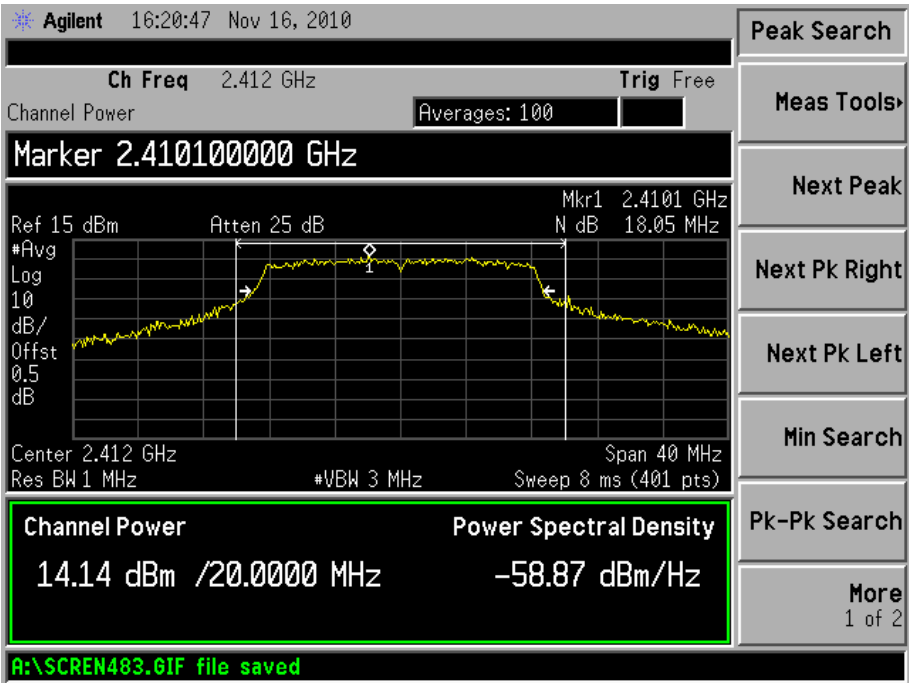 Agilent 16:20:47 Nov 16, 2010
Peak Search
Ch Freq 2.412 GHz Trig Free
Channel Power Averages: 100
Meas Tools
Marker 2.410100000 GHz
Next Peak
Mkr1 2.4101 GHz
Ref 15 dBm Atten 25 dB N dB 18.05 MHz
#Avg
Log
10
dB/
Offst
0.5
dB
1
Next Pk Right
Next Pk Left
Center 2.412 GHz Span 40 MHz
Res BW 1 MHz #VBW 3 MHz Sweep 8 ms (401 pts)
Min Search
Channel Power Power Spectral Density
14.14 dBm /20.0000 MHz -58.87 dBm/Hz
Pk-Pk Search
More
1 of 2
A:\SCREN483.GIF file saved